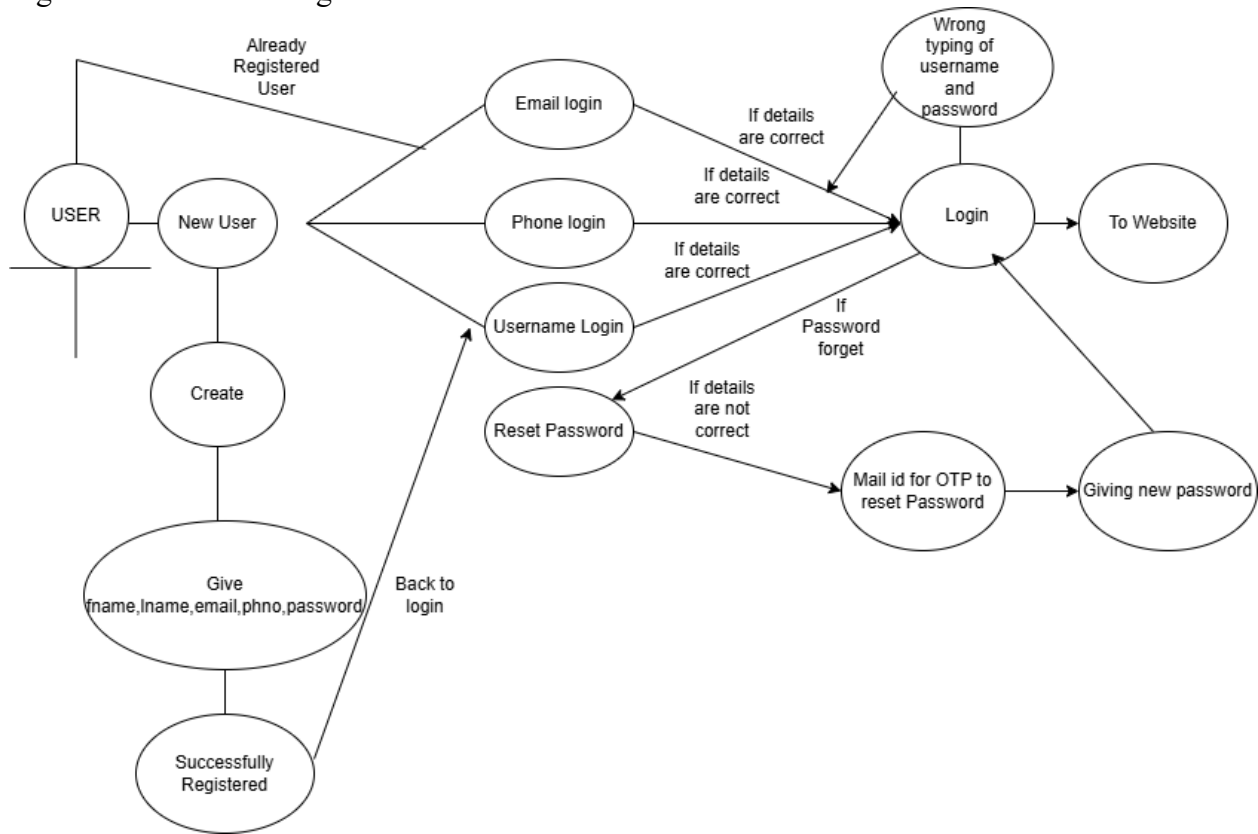 Already
Registered
User
Wrong
typing of
username
and
password
Email login
If details
are correct
If details
are correct
USER
New User
Phone login
Login
To Website
If details
are correct
Username Login
If
Password
forget
Create
If details
are not
correct
Reset Password
Mail id for OTP to
reset Password
Giving new password
Give
fname,lname,email,phno,password
Back to
login
Successfully
Registered